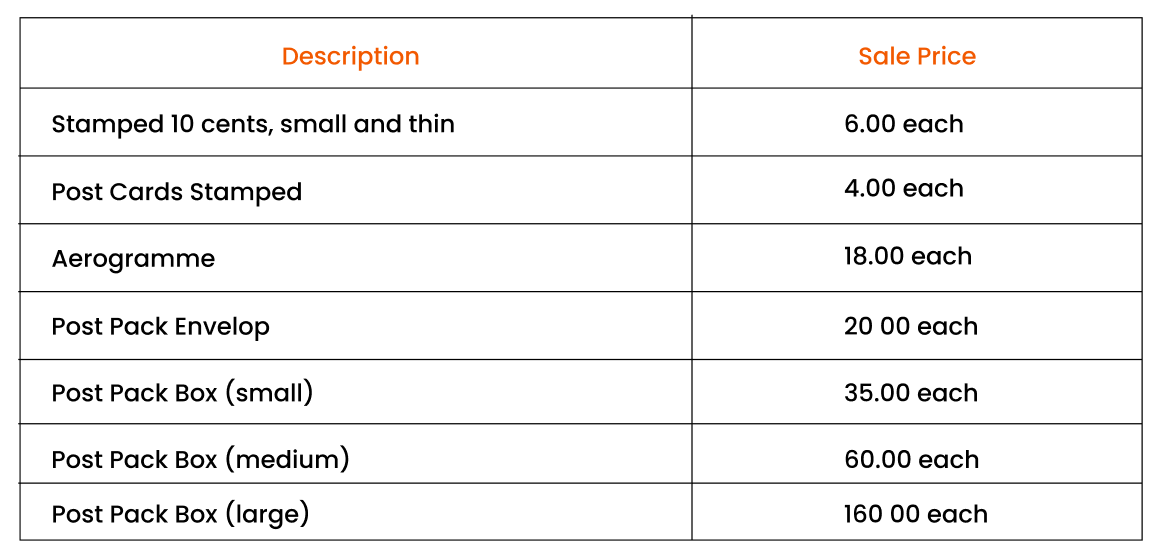 Description Sale Price
Stamped 10 cents, small and thin 6.00 each
Post Cards Stamped 4.00 each
Aerogramme 18.00 each
Post Pack Envelop 20 00 each
Post Pack Box (small) 35.00 each
Post Pack Box (medium) 60.00 each
Post Pack Box (large) 160 00 each